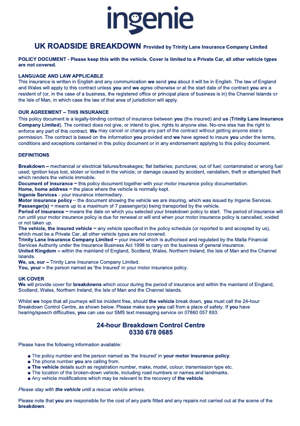 ingenie
UK ROADSIDE BREAKDOWN Provided by Trinity Lane Insurance Company Limited
POLICY DOCUMENT - Please keep this with the vehicle. Cover is limited to a Private Car, all other vehicle types
are not covered.
LANGUAGE AND LAW APPLICABLE
This insurance is written in English and any communication we send you about it will be in English. The law of England
and Wales will apply to this contract unless you and we agree otherwise or at the start date of the contract you are a
resident of (or, in the case of a business, the registered office or principal place of business is in) the Channel Islands or
the Isle of Man, in which case the law of that area of jurisdiction will apply.
OUR AGREEMENT – THIS INSURANCE
This policy document is a legally-binding contract of insurance between you (the insured) and us (Trinity Lane Insurance
Company Limited). The contract does not give, or intend to give, rights to anyone else. No-one else has the right to
enforce any part of this contract. We may cancel or change any part of the contract without getting anyone else's
permission. The contract is based on the information you provided and we have agreed to insure you under the terms,
conditions and exceptions contained in this policy document or in any endorsement applying to this policy document.
DEFINITIONS
Breakdown – mechanical or electrical failures/breakages; flat batteries; punctures; out of fuel; contaminated or wrong fuel
used; ignition keys lost, stolen or locked in the vehicle; or damage caused by accident, vandalism, theft or attempted theft
which renders the vehicle immobile.
Document of insurance – this policy document together with your motor insurance policy documentation.
Home, home address – the place where the vehicle is normally kept.
Ingenie Services - your insurance intermediary.
Motor insurance policy – the document showing the vehicle we are insuring, which was issued by Ingenie Services.
Passenger(s) – means up to a maximum of 7 passenger(s) being transported by the vehicle.
Period of insurance – means the date on which you selected your breakdown policy to start. The period of insurance will
run until your motor insurance policy is due for renewal or will end when your motor insurance policy is cancelled, voided
or not taken up.
The vehicle, the insured vehicle – any vehicle specified in the policy schedule (or reported to and accepted by us),
which must be a Private Car, all other vehicle types are not covered.
Trinity Lane Insurance Company Limited – your insurer which is authorised and regulated by the Malta Financial
Services Authority under the Insurance Business Act 1998 to carry on the business of general insurance.
United Kingdom – within the mainland of England, Scotland, Wales, Northern Ireland, the Isle of Man and the Channel
Islands.
We, us, our – Trinity Lane Insurance Company Limited.
You, your – the person named as 'the Insured' in your motor insurance policy.
UK COVER
We will provide cover for breakdowns which occur during the period of insurance and within the mainland of England,
Scotland, Wales, Northern Ireland, the Isle of Man and the Channel Islands.
Whilst we hope that all journeys will be incident free, should the vehicle break down, you must call the 24-hour
Breakdown Control Centre, as shown below. Please make sure you call from a place of safety. If you have
hearing/speech difficulties, you can use our SMS text messaging service on 07860 057 893.
24-hour Breakdown Control Centre
0330 678 0685
Please have the following information available:
■ The policy number and the person named as 'the Insured' in your motor insurance policy.
■ The phone number you are calling from.
■ The vehicle details such as registration number, make, model, colour, transmission type etc.
■ The location of the broken-down vehicle, including road numbers or names and landmarks.
■ Any vehicle modifications which may be relevant to the recovery of the vehicle.
Please stay with the vehicle until a rescue vehicle arrives.
Please note that you are responsible for the cost of any parts fitted and any repairs not carried out at the scene of the
breakdown.